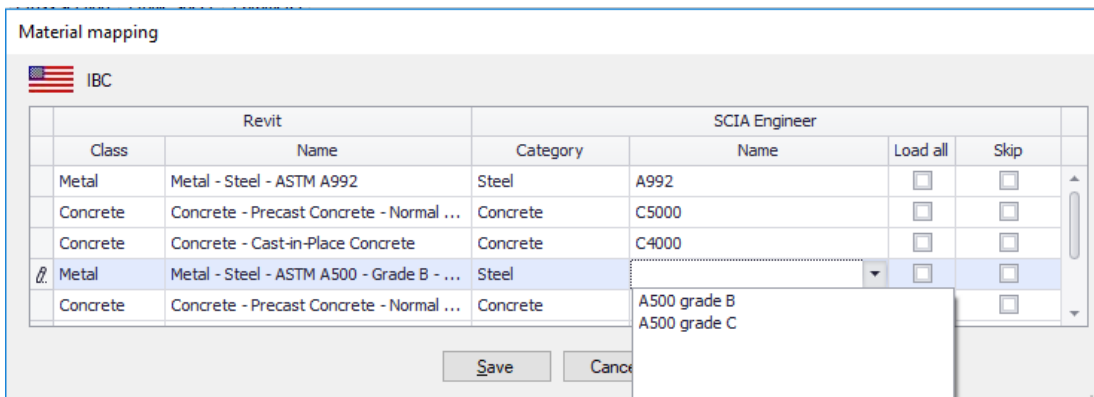 Material mapping
IBC
Revit SCIA Engineer
Class Name Category Name Load all Skip
Metal Metal - Steel - ASTM A992 Steel A992
Concrete Concrete - Precast Concrete - Normal ... Concrete C5000
Concrete Concrete - Cast-in-Place Concrete Concrete C4000
Metal Metal - Steel - ASTM A500 - Grade B - ... Steel
Concrete Concrete - Precast Concrete - Normal ... Concrete
A500 grade B
A500 grade C
Save Cance